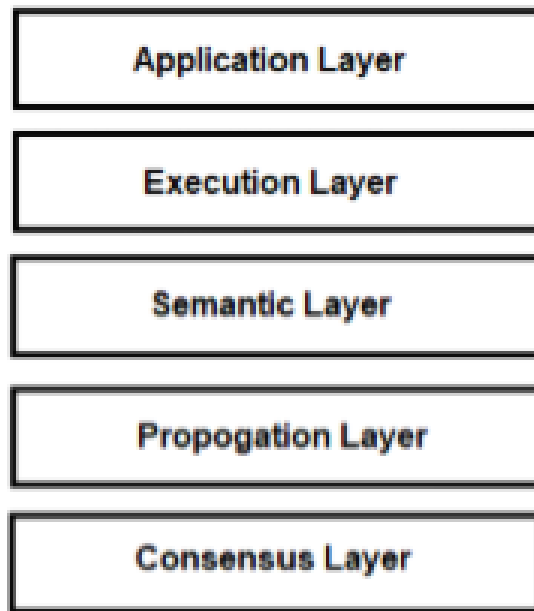 Application Layer
Execution Layer
Semantic Layer
Propogation Layer
Consensus Layer